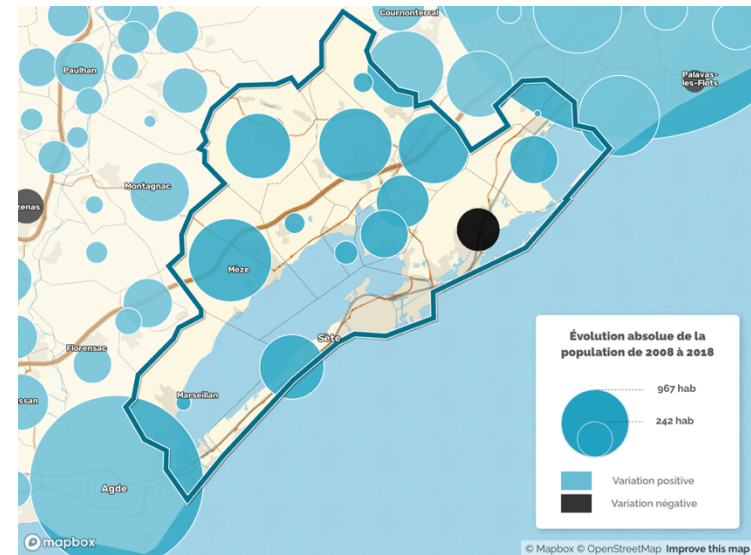 Cournonterral
Paulhan
Palavas-
les-Flots
Montagnac
zenas
Mèze
Sète
Florensac
Marseillan
ssan
Agde
Évolution absolue de la
population de 2008 à 2018
967 hab
242 hab
Variation positive
Variation négative
mapbox
© Mapbox © OpenStreetMap Improve this map